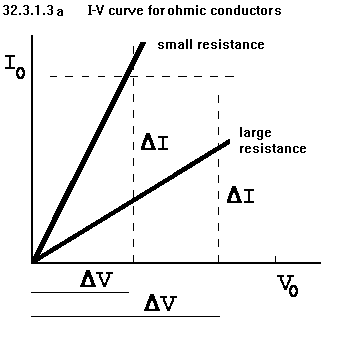 32.3.1.3 a I-V curve for ohmic conductors
small resistance
I₀
large
resistance
ΔI
ΔI
ΔV
V₀
ΔV